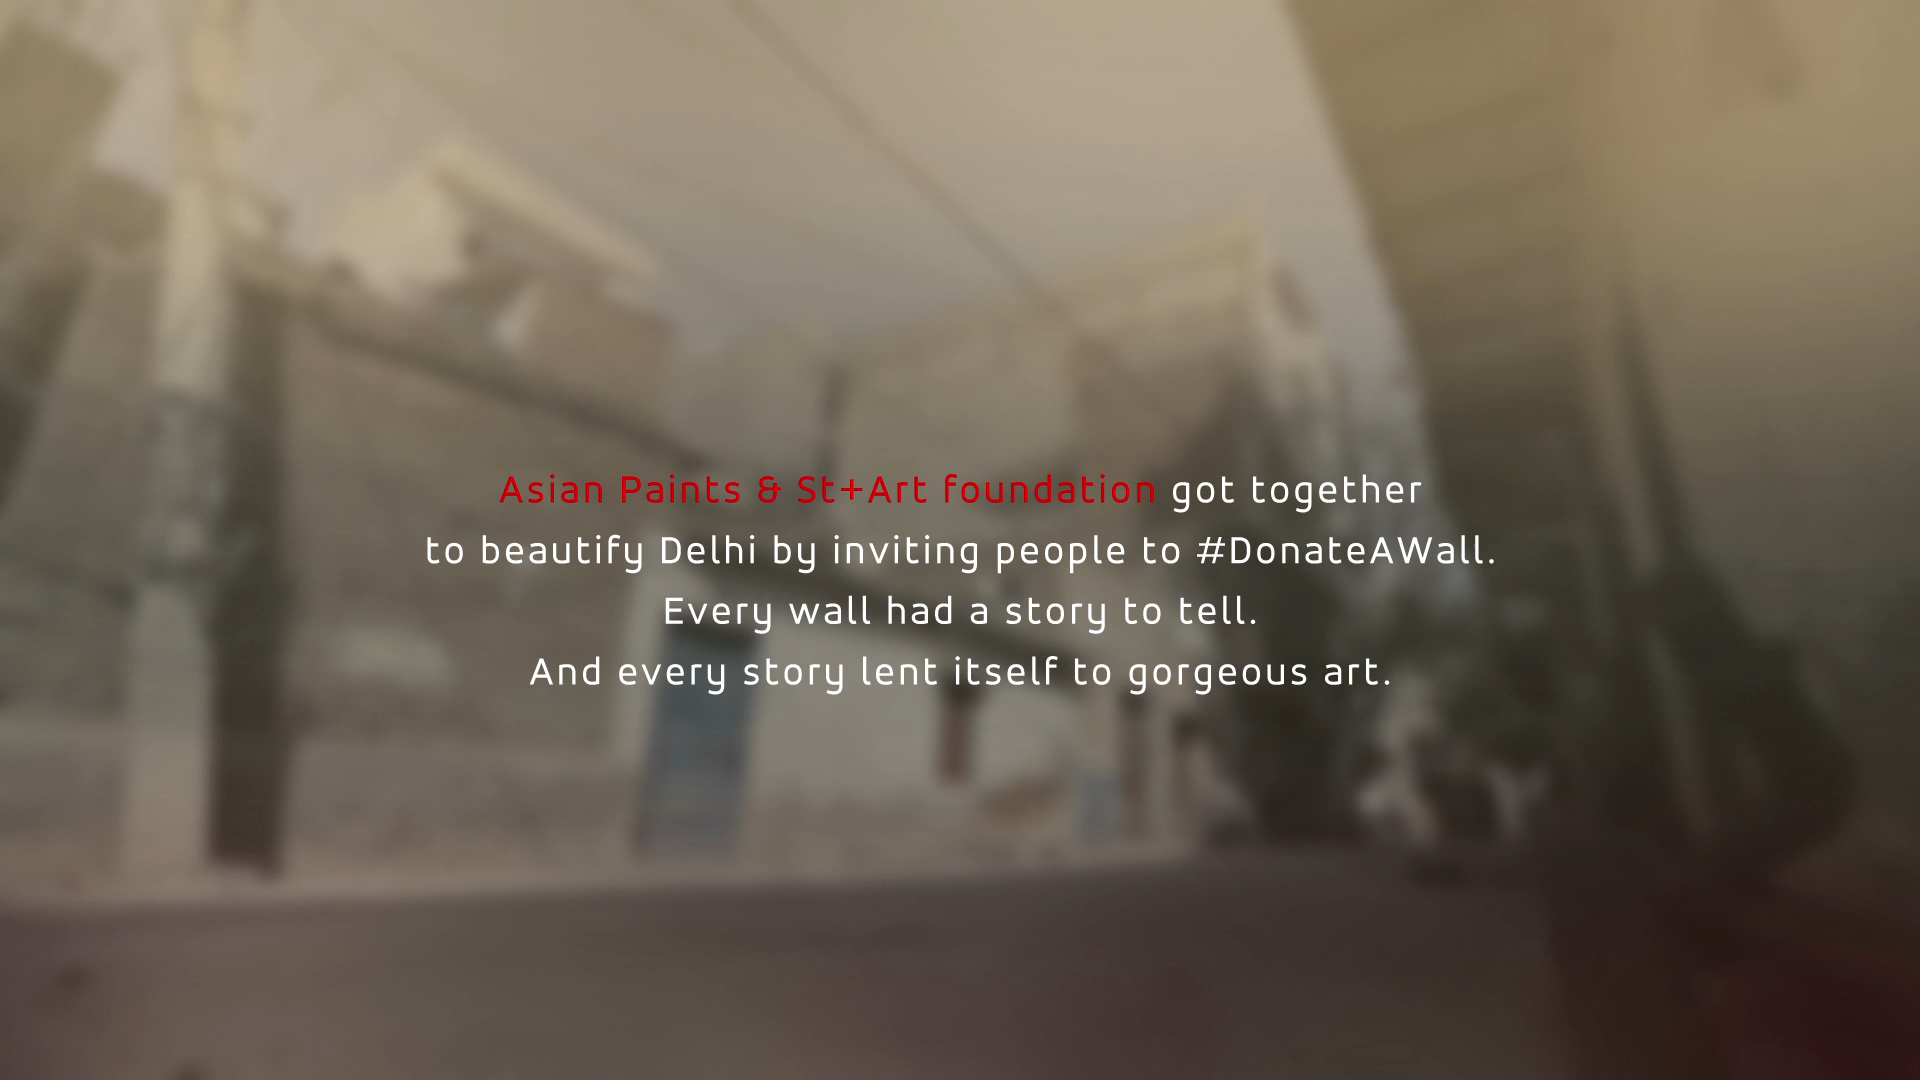 Asian Paints & St+Art foundation got together
to beautify Delhi by inviting people to #DonateAWall.
Every wall had a story to tell.
And every story lent itself to gorgeous art.